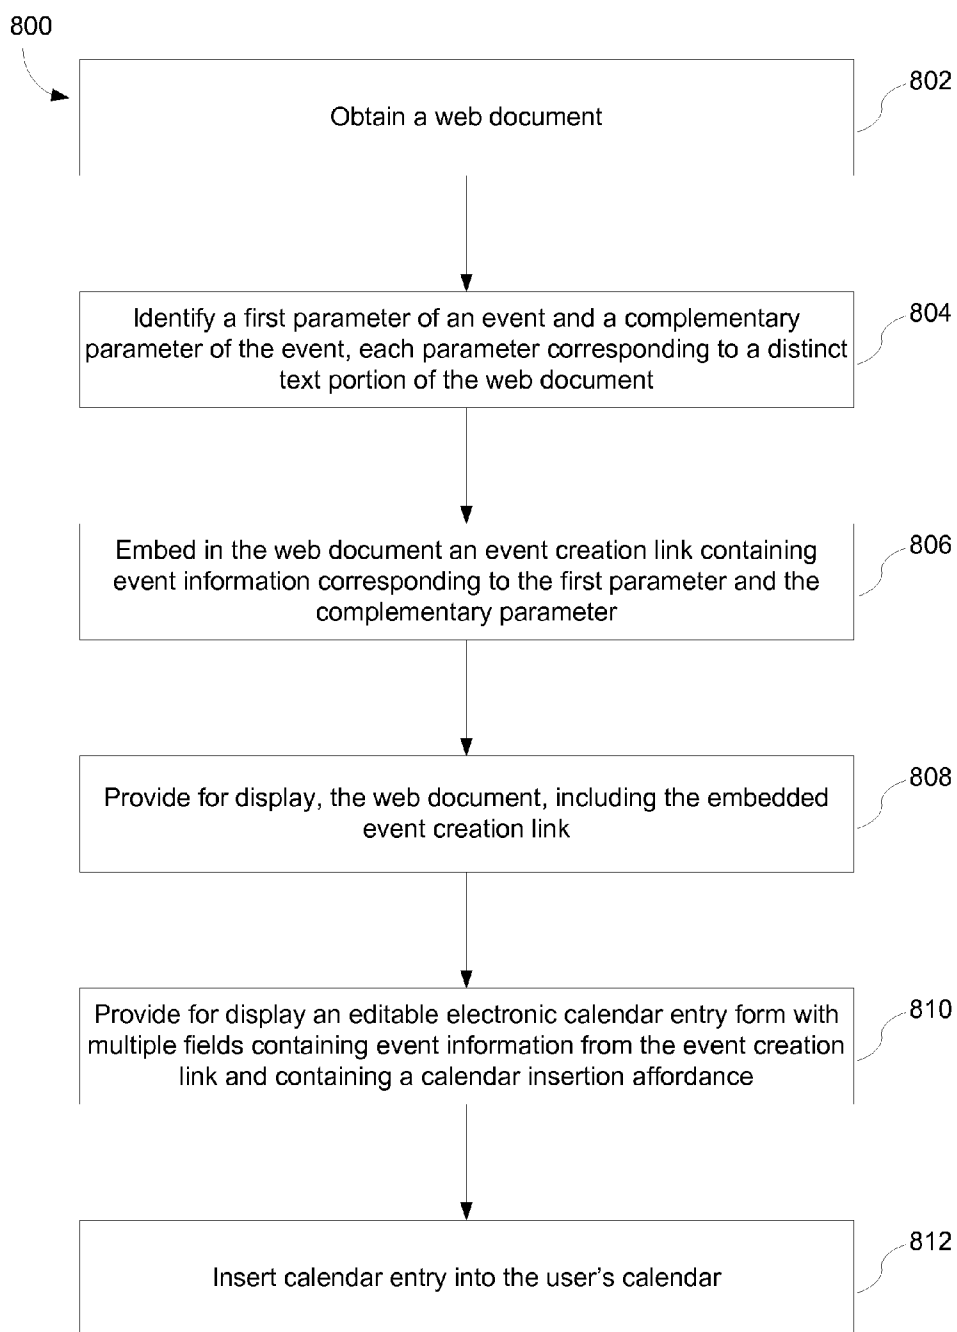 800
802
Obtain a web document
804
Identify a first parameter of an event and a complementary
parameter of the event, each parameter corresponding to a distinct
text portion of the web document
806
Embed in the web document an event creation link containing
event information corresponding to the first parameter and the
complementary parameter
808
Provide for display, the web document, including the embedded
event creation link
810
Provide for display an editable electronic calendar entry form with
multiple fields containing event information from the event creation
link and containing a calendar insertion affordance
812
Insert calendar entry into the user's calendar